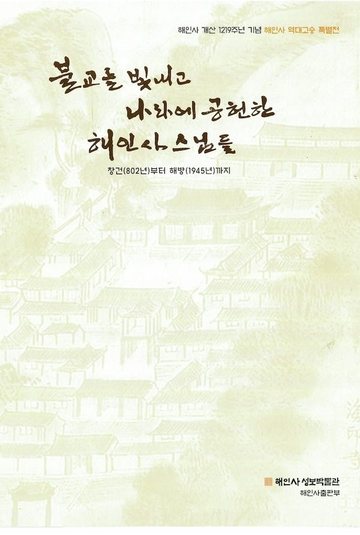 해인사 개산 1219주년 기념 해인사 역대고승 특별전
불교를 빛내고
나라에 공헌한
해인사 스님들
창건(802년)부터 해방(1945년)까지
해인사 성보박물관
해인사출판부